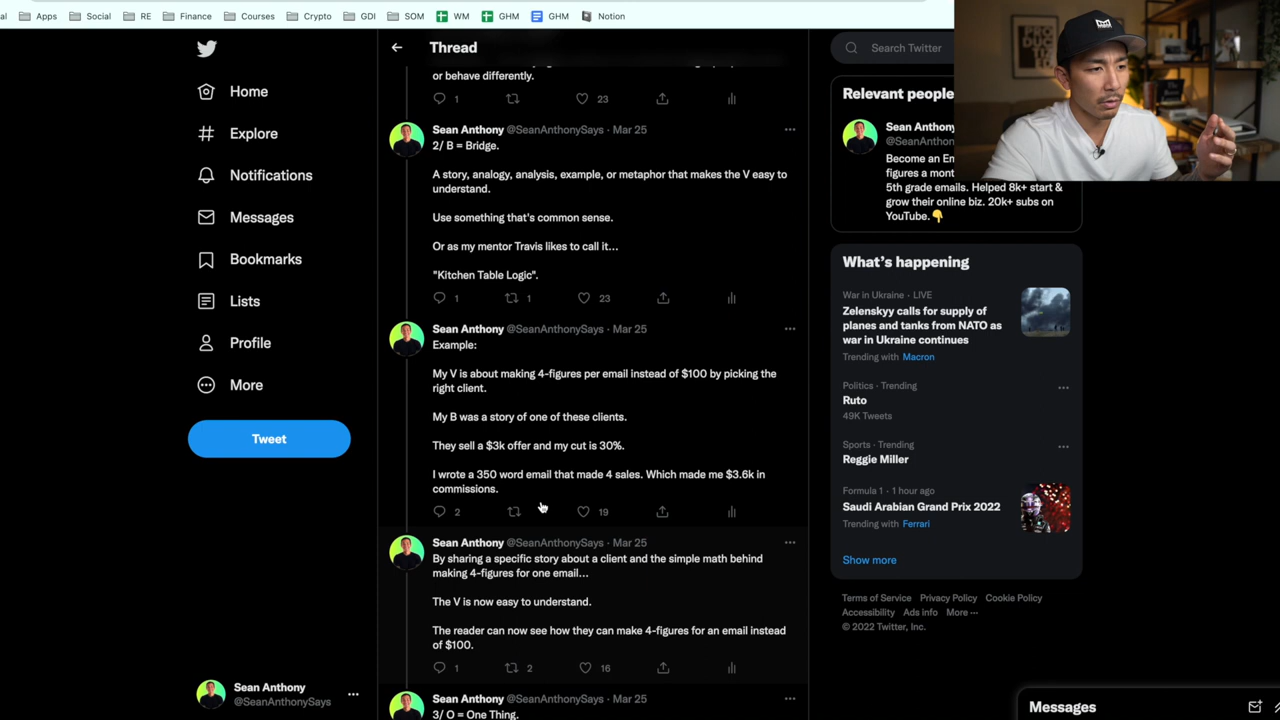 al
Apps
Social
RE
Finance
Courses
Crypto
GDI
SOM
WM
GHM
GHM
Notion
Home
Explore
Notifications
Messages
Bookmarks
Lists
Profile
More
Tweet
Sean Anthony
@SeanAnthonySays
Thread
or behave differently.
1
23
Sean Anthony @SeanAnthonySays · Mar 25
2/ B = Bridge.
A story, analogy, analysis, example, or metaphor that makes the V easy to
understand.
Use something that's common sense.
Or as my mentor Travis likes to call it…
"Kitchen Table Logic".
1
1
23
Sean Anthony @SeanAnthonySays · Mar 25
Example:
My V is about making 4-figures per email instead of $100 by picking the
right client.
My B was a story of one of these clients.
They sell a $3k offer and my cut is 30%.
I wrote a 350 word email that made 4 sales. Which made me $3.6k in
commissions.
2
19
Sean Anthony @SeanAnthonySays · Mar 25
By sharing a specific story about a client and the simple math behind
making 4-figures for one email…
The V is now easy to understand.
The reader can now see how they can make 4-figures for an email instead
of $100.
1
2
16
Sean Anthony @SeanAnthonySays · Mar 25
3/ O = One Thing.
Search Twitter
Relevant people
Sean Anthony
@SeanAnthon
Become an Em
figures a mont
5th grade emails. Helped 8k+ start &
grow their online biz. 20k+ subs on
YouTube.👇
What's happening
War in Ukraine · LIVE
Zelenskyy calls for supply of
planes and tanks from NATO as
war in Ukraine continues
Trending with Macron
Politics · Trending
Ruto
49K Tweets
Sports · Trending
Reggie Miller
Formula 1 · 1 hour ago
Saudi Arabian Grand Prix 2022
Trending with Ferrari
Show more
Terms of Service Privacy Policy Cookie Policy
Accessibility Ads info More ···
© 2022 Twitter, Inc.
Messages